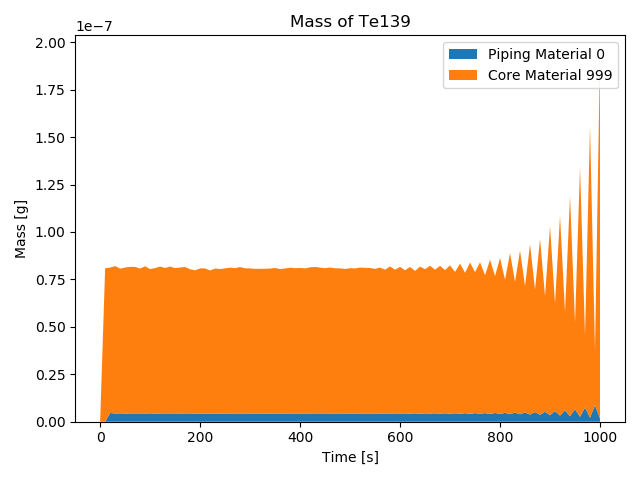 Mass of Te139
1e−7
2.00
1.75
1.50
1.25
1.00
0.75
0.50
0.25
0.00
Mass [g]
Piping Material 0
Core Material 999
0
200
400
600
800
1000
Time [s]